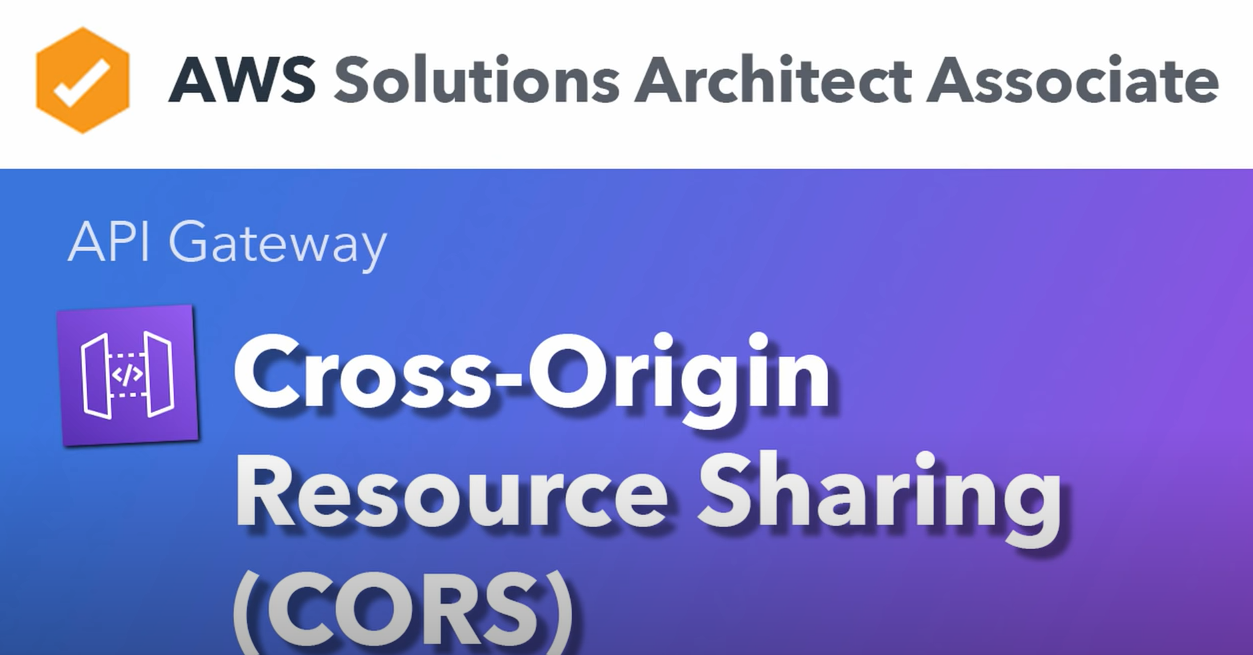 AWS Solutions Architect Associate
API Gateway
</>
Cross-Origin
Resource Sharing
(CORS)